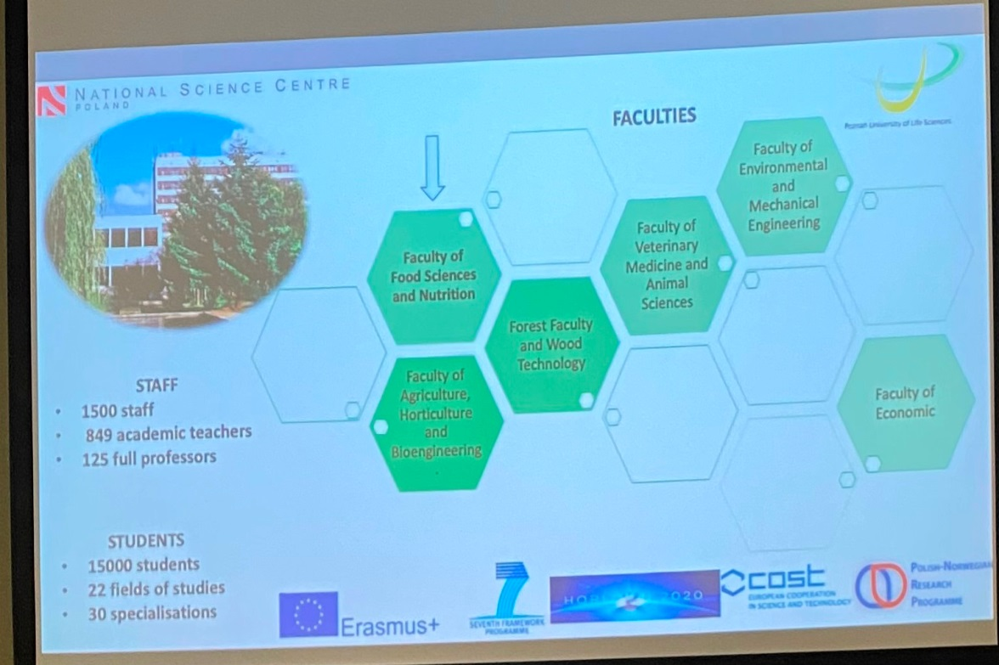 NATIONAL SCIENCE CENTRE
POLAND
FACULTIES
Poznań University of Life Sciences
Faculty of
Environmental
and
Mechanical
Engineering
Faculty of
Veterinary
Medicine and
Animal
Sciences
Faculty of
Food Sciences
and Nutrition
Forest Faculty
and Wood
Technology
Faculty of
Agriculture,
Horticulture
and
Bioengineering
Faculty of
Economic
STAFF
• 1500 staff
• 849 academic teachers
• 125 full professors
STUDENTS
• 15000 students
• 22 fields of studies
• 30 specialisations
Erasmus+
7
SEVENTH FRAMEWORK
PROGRAMME
2020
cost
EUROPEAN COOPERATION
IN SCIENCE AND TECHNOLOGY
POLISH-NORWEGIAN
RESEARCH
PROGRAMME